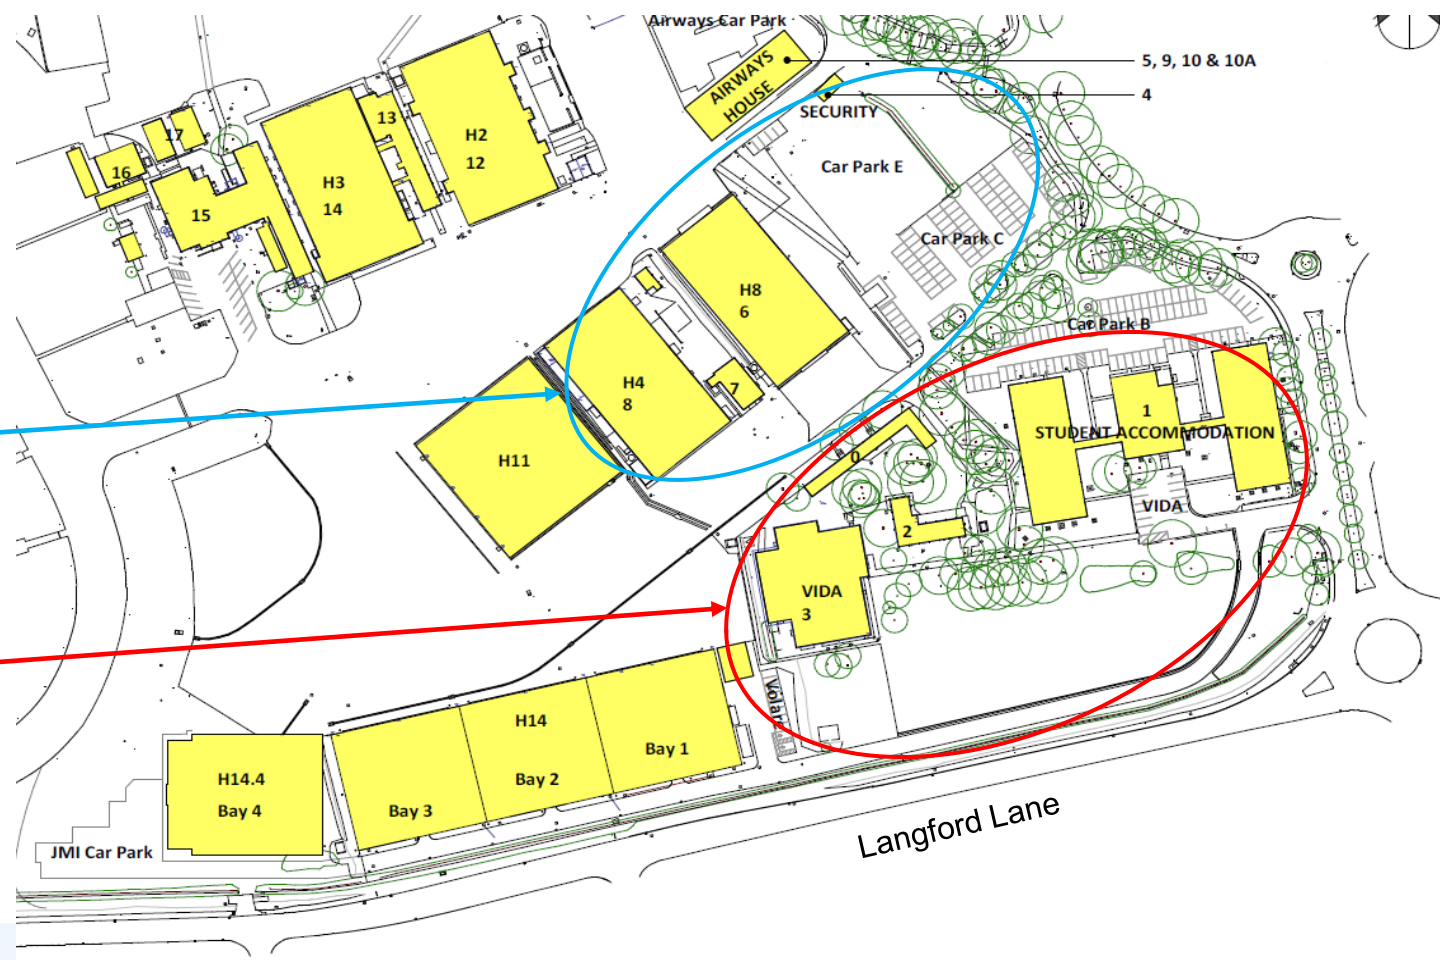 Airways Car Park
5, 9, 10 & 10A
AIRWAYS
HOUSE
4
SECURITY
13
H2
12
17
16
H3
14
15
Car Park E
Car Park C
H8
6
Car Park B
H4
8
7
1
STUDENT ACCOMMODATION
H11
0
VIDA
2
VIDA
3
Volare
H14
Bay 1
H14.4
Bay 2
Bay 4
Bay 3
Langford Lane
JMI Car Park